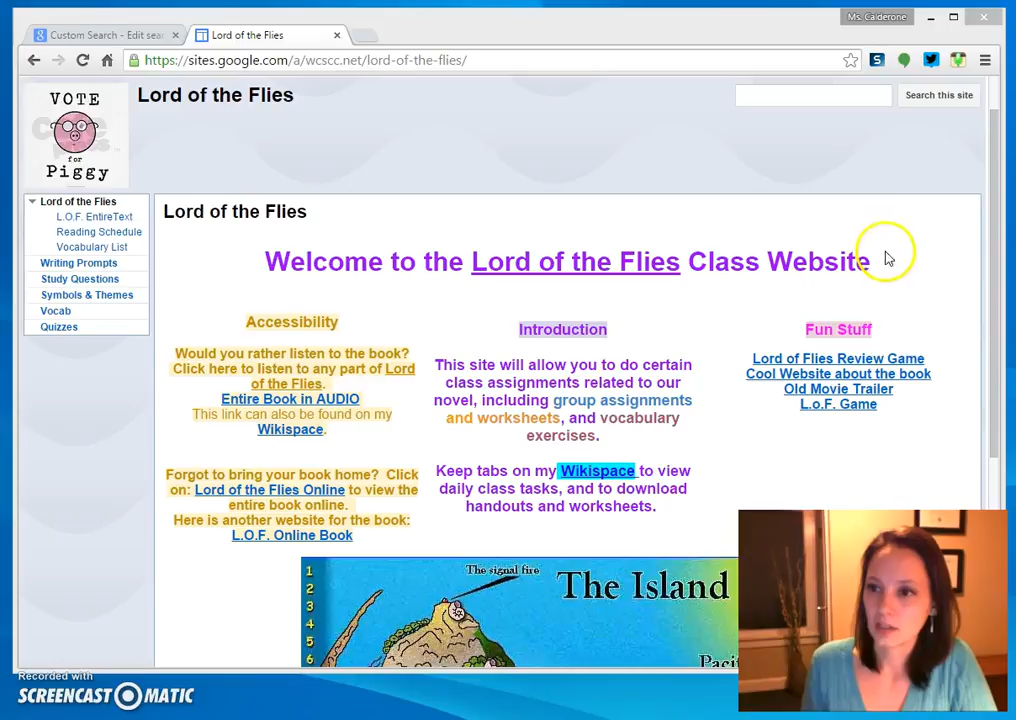 Ms. Calderone
Custom Search - Edit sear
Lord of the Flies
https://sites.google.com/a/wcscc.net/lord-of-the-flies/
VOTE
for
Piggy
Lord of the Flies
Search this site
Lord of the Flies
L.O.F. EntireText
Reading Schedule
Vocabulary List
Writing Prompts
Study Questions
Symbols & Themes
Vocab
Quizzes
Lord of the Flies
Welcome to the Lord of the Flies Class Website
Accessibility
Would you rather listen to the book?
Click here to listen to any part of Lord
of the Flies.
Entire Book in AUDIO
This link can also be found on my
Wikispace.
Forgot to bring your book home? Click
on: Lord of the Flies Online to view the
entire book online.
Here is another website for the book:
L.O.F. Online Book
Introduction
This site will allow you to do certain
class assignments related to our
novel, including group assignments
and worksheets, and vocabulary
exercises.
Keep tabs on my Wikispace to view
daily class tasks, and to download
handouts and worksheets.
Fun Stuff
Lord of Flies Review Game
Cool Website about the book
Old Movie Trailer
L.o.F. Game
1
2
3
4
5
6
The signal fire
The Island
Pacif
Recorded with
SCREENCAST-O-MATIC